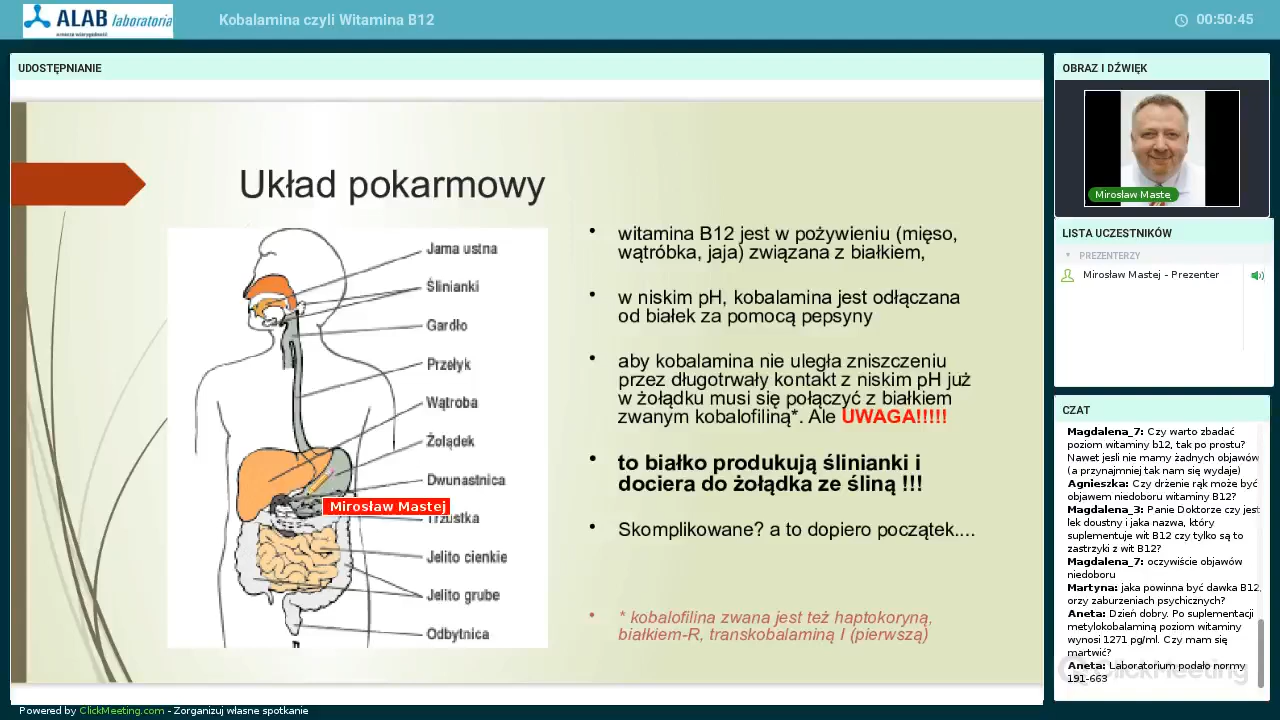 ALAB laboratoria
Kobalamina czyli Witamina B12
00:50:45
UDOSTĘPNIANIE
Układ pokarmowy
Jama ustna
Ślinianki
Gardło
Przełyk
Wątroba
Żołądek
Dwunastnica
Trzustka
Jelito cienkie
Jelito grube
Odbytnica
Mirosław Mastej
• witamina B12 jest w pożywieniu (mięso,
wątróbka, jaja) związana z białkiem,
• w niskim pH, kobalamina jest odłączana
od białek za pomocą pepsyny
• aby kobalamina nie uległa zniszczeniu
przez długotrwały kontakt z niskim pH już
w żołądku musi się połączyć z białkiem
zwanym kobalofiliną*. Ale UWAGA!!!!!
• to białko produkują ślinianki i
dociera do żołądka ze śliną !!!
• Skomplikowane? a to dopiero początek....
• * kobalofilina zwana jest też haptokoryną,
białkiem-R, transkobalaminą I (pierwszą)
OBRAZ I DŹWIĘK
Mirosław Maste
LISTA UCZESTNIKÓW
PREZENTERZY
Mirosław Mastej - Prezenter
CZAT
Magdalena_7: Czy warto zbadać
poziom witaminy b12, tak po prostu?
Nawet jesli nie mamy żadnych objawów
(a przynajmniej tak nam się wydaje)
Agnieszka: Czy drżenie rąk może być
objawem niedoboru witaminy B12?
Magdalena_3: Panie Doktorze czy jest
lek doustny i jaka nazwa, który
suplementuje wit B12 czy tylko są to
zastrzyki z wit B12?
Magdalena_7: oczywiście objawów
niedoboru
Martyna: jaka powinna być dawka B12,
orzy zaburzeniach psychicznych?
Aneta: Dzień dobry. Po suplementacji
metylokobalaminą poziom witaminy
wynosi 1271 pg/ml. Czy mam się
martwić?
Aneta: Laboratorium podało normy
191-663
ClickMeeting
Powered by ClickMeeting.com - Zorganizuj własne spotkanie